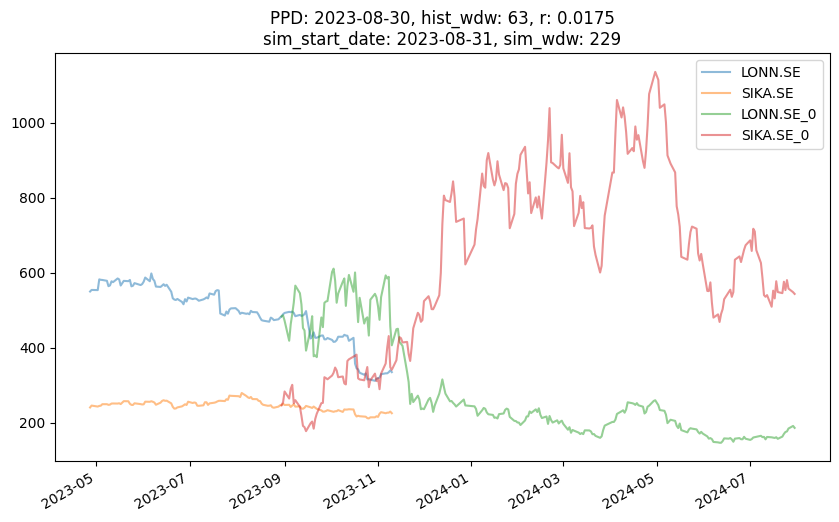 PPD: 2023-08-30, hist_wdw: 63, r: 0.0175
sim_start_date: 2023-08-31, sim_wdw: 229
LONN.SE
SIKA.SE
LONN.SE_0
SIKA.SE_0
1000
800
600
400
200
2023-05
2023-07
2023-09
2023-11
2024-01
2024-03
2024-05
2024-07